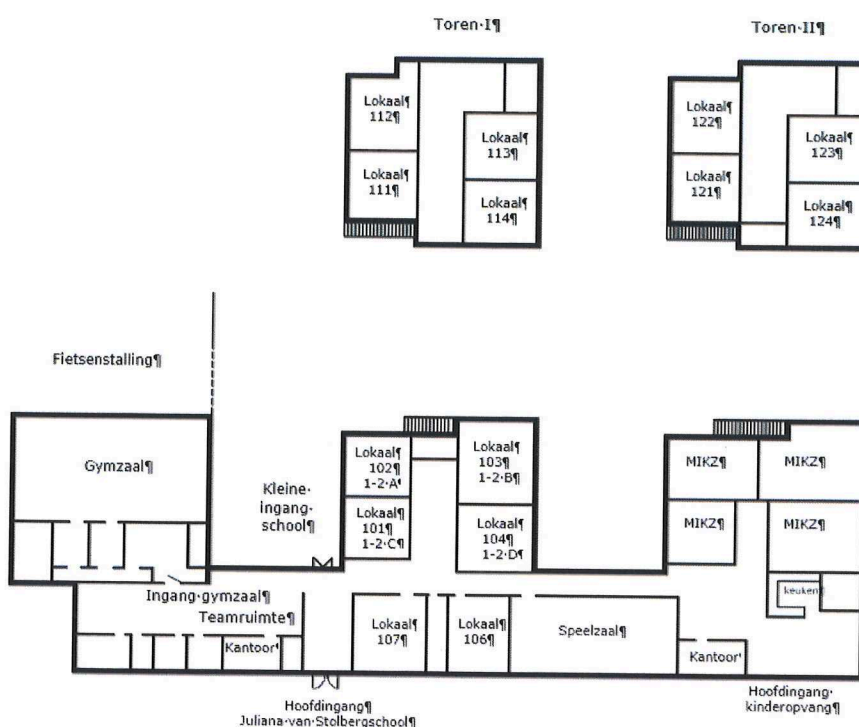 Toren·I¶
Toren·II¶
Lokaal¶
112¶
Lokaal¶
113¶
Lokaal¶
111¶
Lokaal¶
114¶
Lokaal¶
122¶
Lokaal¶
123¶
Lokaal¶
121¶
Lokaal¶
124¶
Fietsenstalling¶
Gymzaal¶
Kleine·
ingang·
school¶
Lokaal¶
102¶
1-2·A¶
Lokaal¶
103¶
1-2·B¶
Lokaal¶
101¶
1-2·C¶
Lokaal¶
104¶
1-2·D¶
MIKZ¶
MIKZ¶
MIKZ¶
MIKZ¶
keuken¶
Ingang·gymzaal¶
Teamruimte¶
Kantoor¶
Lokaal¶
107¶
Lokaal¶
106¶
Speelzaal¶
Kantoor¶
Hoofdingang¶
Juliana·van·Stolbergschool¶
Hoofdingang·
kinderopvang¶